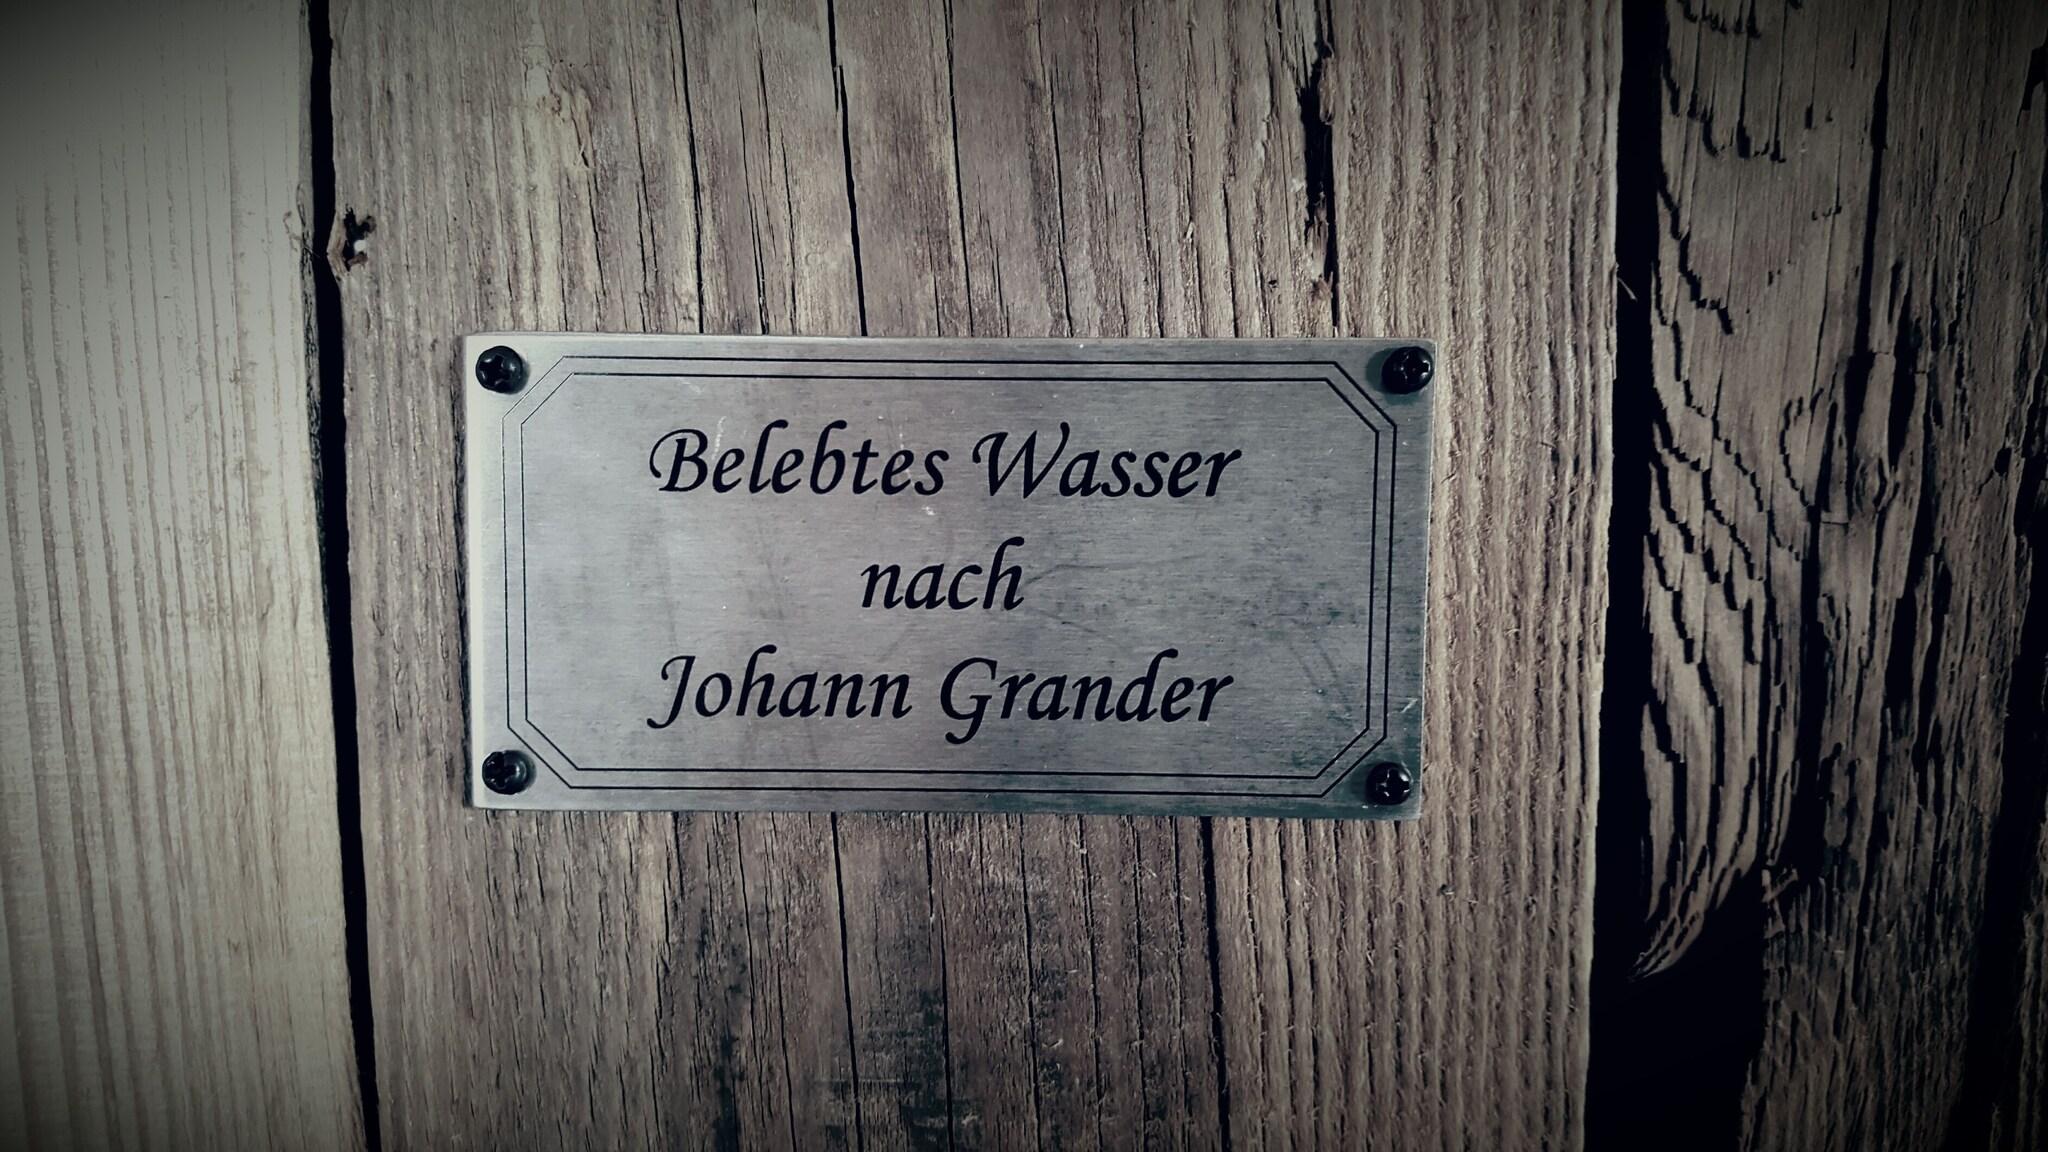 Belebtes Wasser
nach
Johann Grander